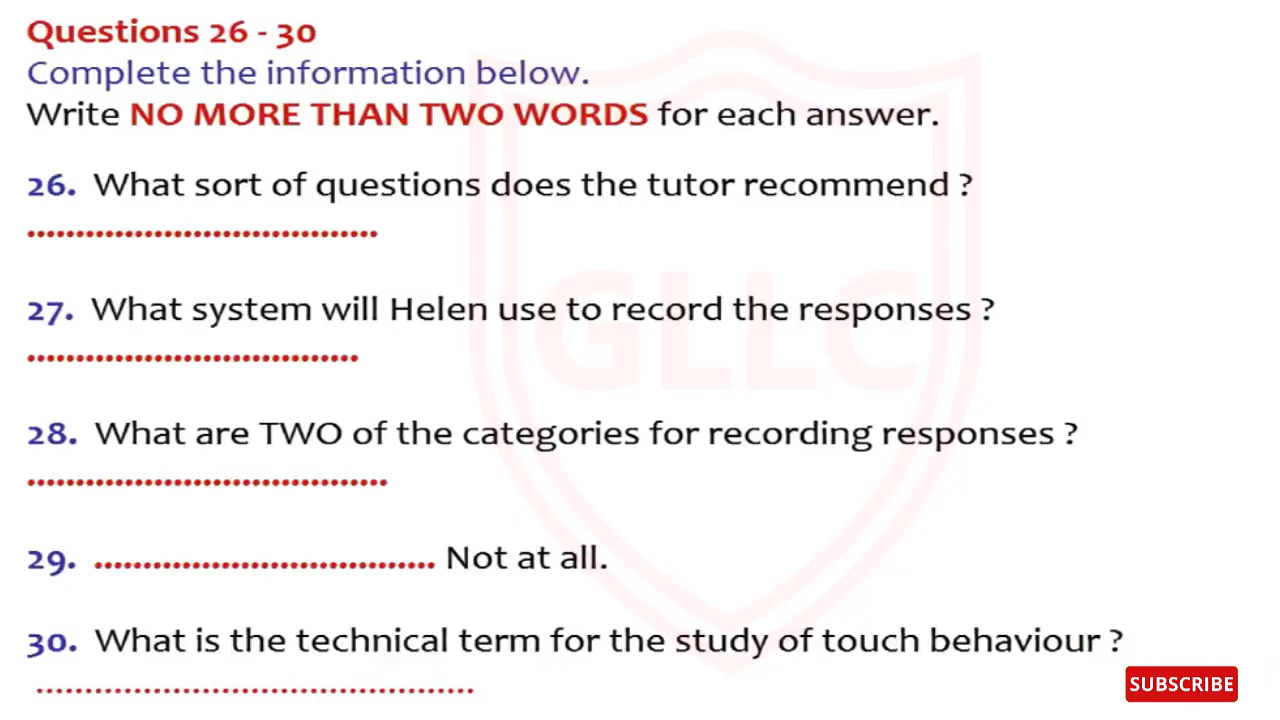 Questions 26 - 30
Complete the information below.
Write NO MORE THAN TWO WORDS for each answer.
26. What sort of questions does the tutor recommend ?
....................................
27. What system will Helen use to record the responses ?
..................................
28. What are TWO of the categories for recording responses ?
.....................................
29. ................................... Not at all.
30. What is the technical term for the study of touch behaviour ?
.............................................
GLLC
SUBSCRIBE